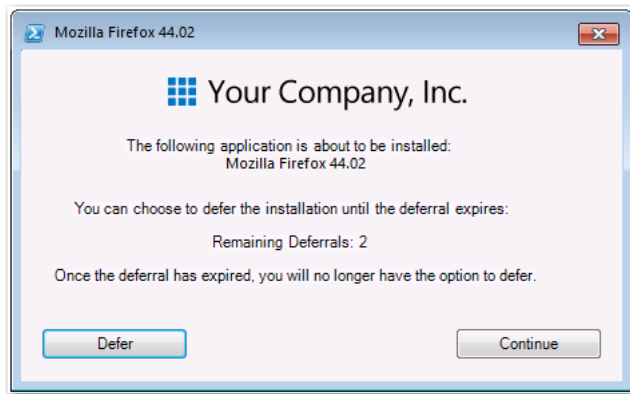 Mozilla Firefox 44.02
Your Company, Inc.
The following application is about to be installed:
Mozilla Firefox 44.02
You can choose to defer the installation until the deferral expires:
Remaining Deferrals: 2
Once the deferral has expired, you will no longer have the option to defer.
Defer
Continue